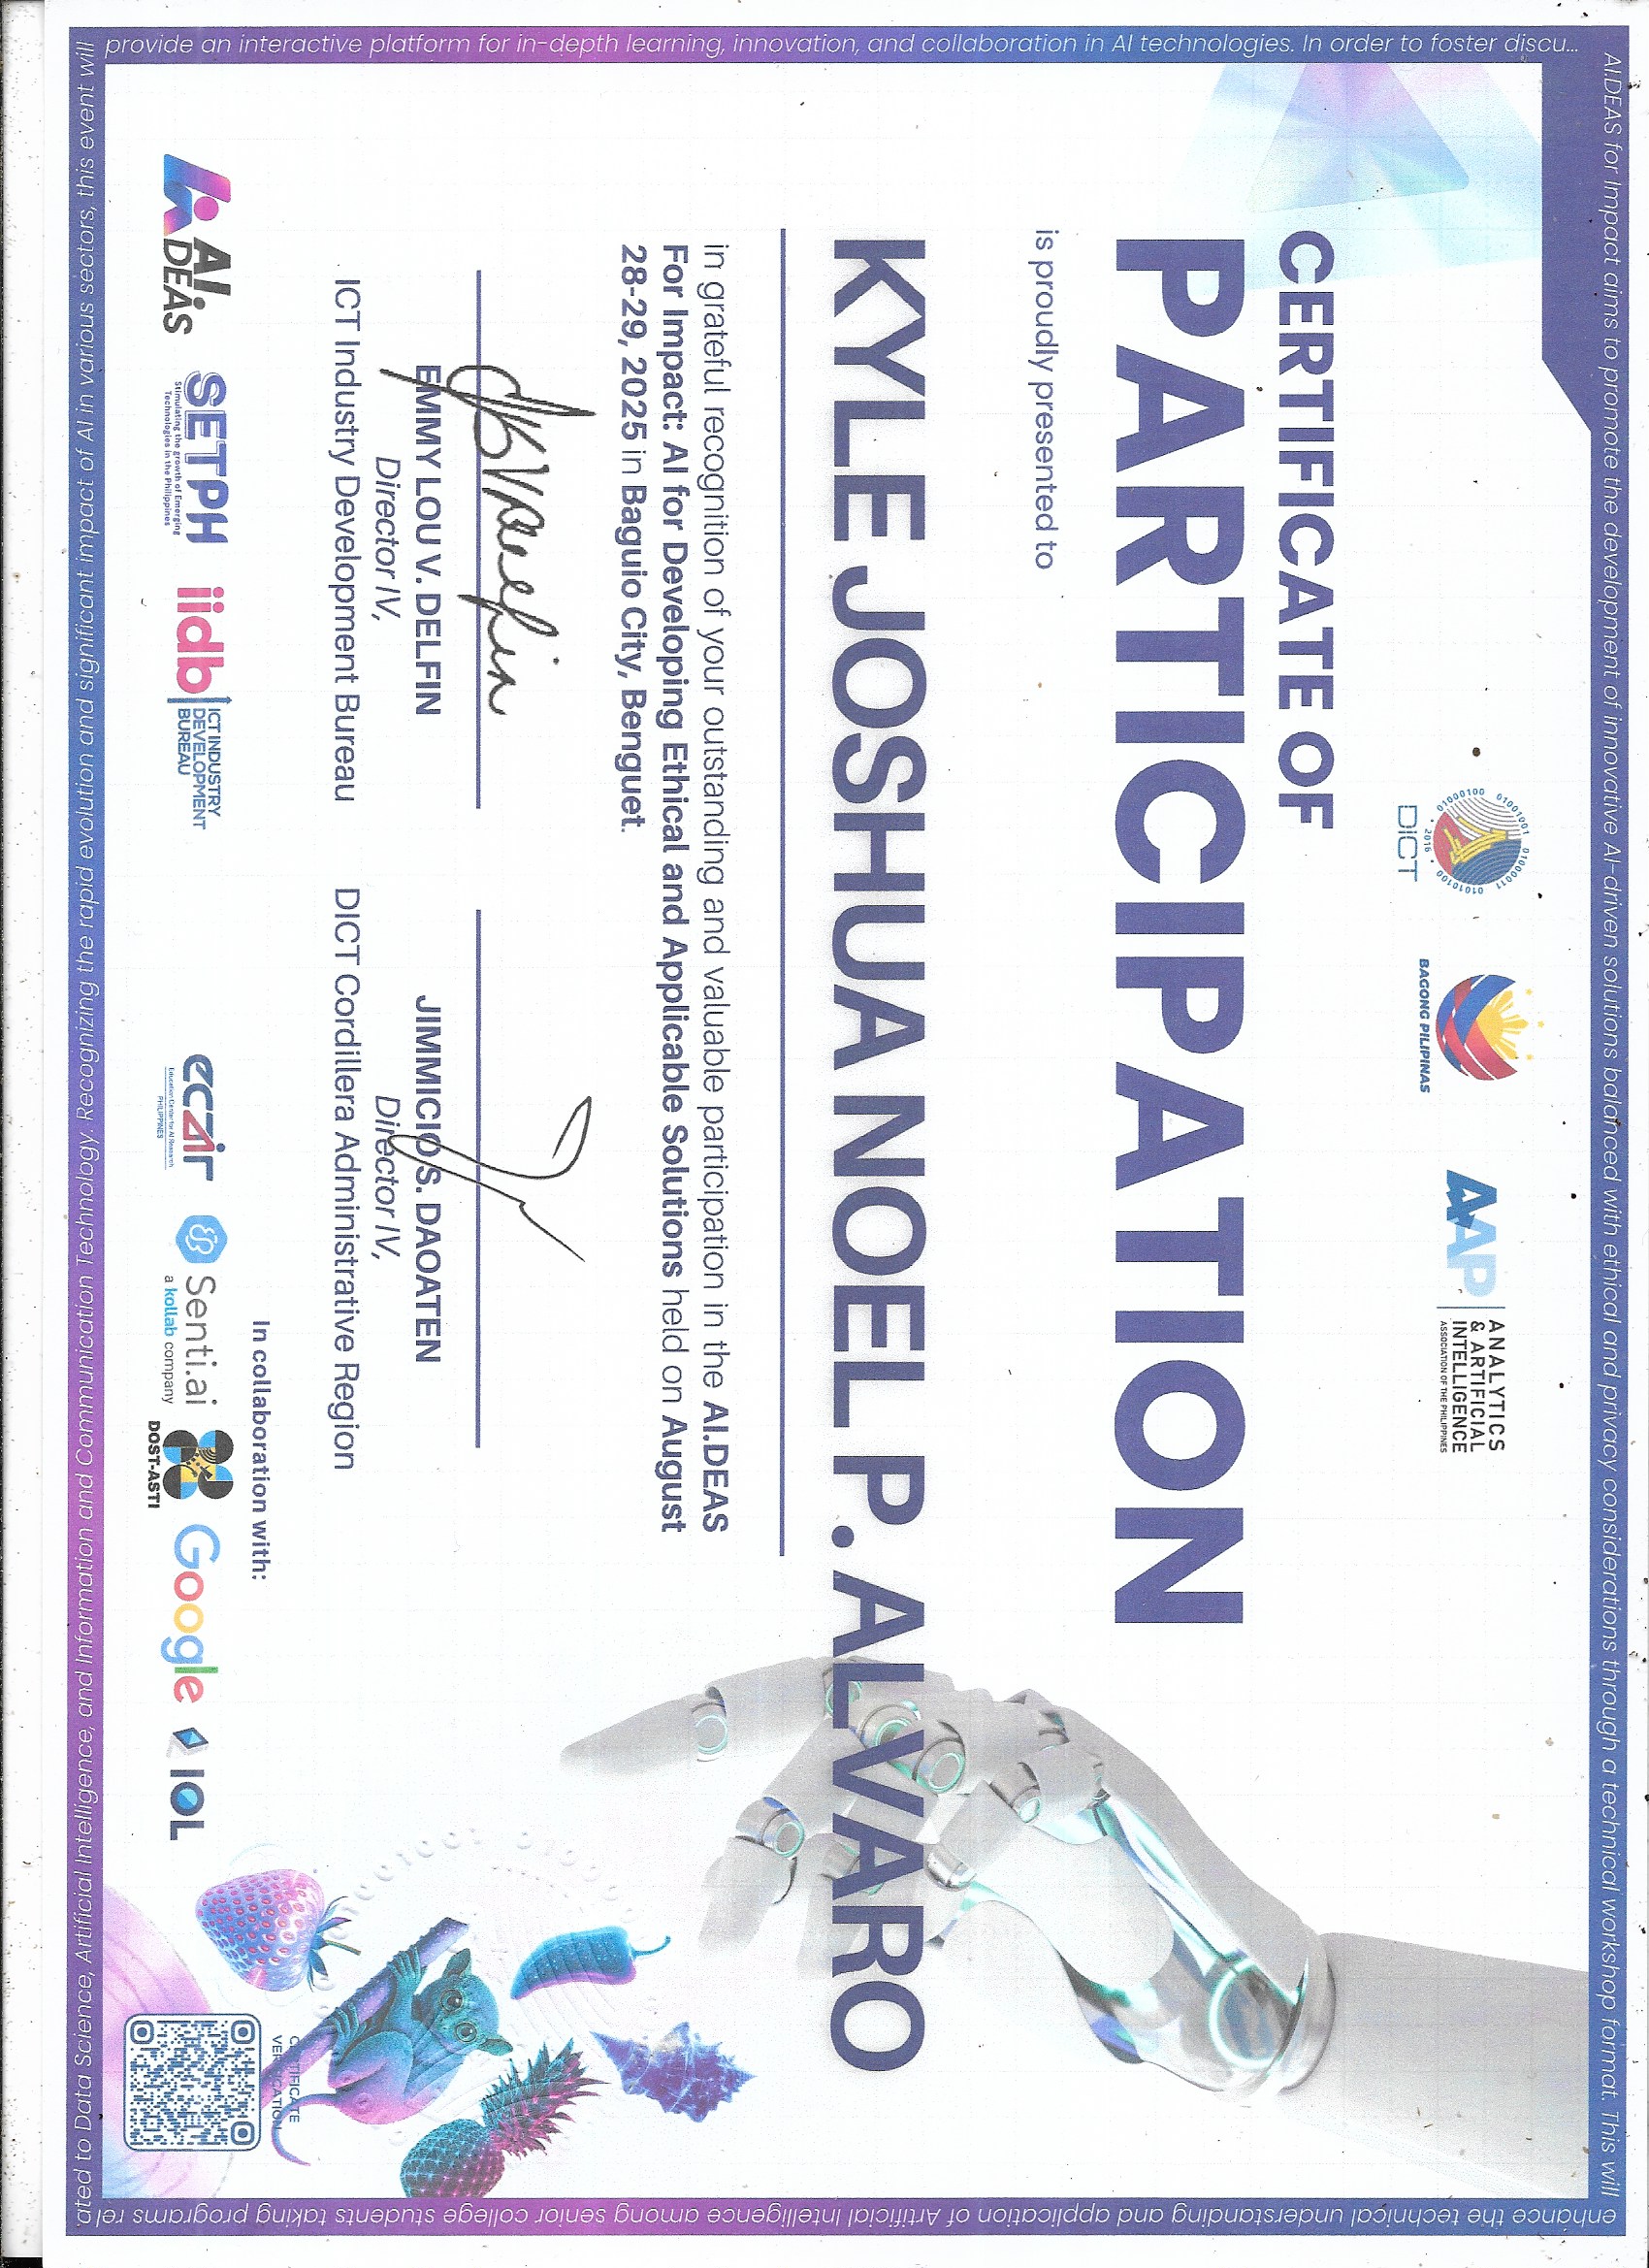 AI.DEAS for Impact aims to promote the development of innovative AI-driven solutions balanced with ethical and privacy considerations through a technical workshop format. This will
enhance the technical understanding and application of Artificial Intelligence among senior college students taking programs rel
ated to Data Science, Artificial Intelligence, and Information and Communication Technology. Recognizing the rapid evolution and significant impact of AI in various sectors, this event will
provide an interactive platform for in-depth learning, innovation, and collaboration in AI technologies. In order to foster discu...
01000100 01001001 01000011 01010100
2016
DICT
BAGONG PILIPINAS
AAP
ANALYTICS
& ARTIFICIAL
INTELLIGENCE
ASSOCIATION OF THE PHILIPPINES
CERTIFICATE OF
PARTICIPATION
is proudly presented to
KYLE JOSHUA NOEL P. ALVARO
in grateful recognition of your outstanding and valuable participation in the AI.DEAS
For Impact: AI for Developing Ethical and Applicable Solutions held on August
28-29, 2025 in Baguio City, Benguet.
EMMY LOU V. DELFIN
Director IV,
ICT Industry Development Bureau
JIMMICIO S. DAOATEN
Director IV,
DICT Cordillera Administrative Region
CERTIFICATE
VERIFICATION
In collaboration with:
AI.
DEAS
SETPH
Stimulating the growth of Emerging
Technologies in the Philippines
iidb
ICT INDUSTRY
DEVELOPMENT
BUREAU
ecair
Education Center for AI Research
PHILIPPINES
Senti.ai
a kollab company
DOST-ASTI
Google
IOL